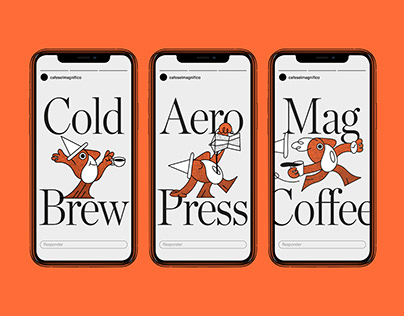 cafeselmagnifico
Cold
Brew
Responder
cafeselmagnifico
Aero
Press
Responder
cafeselmagnifico
Mag
Coffee
Responder